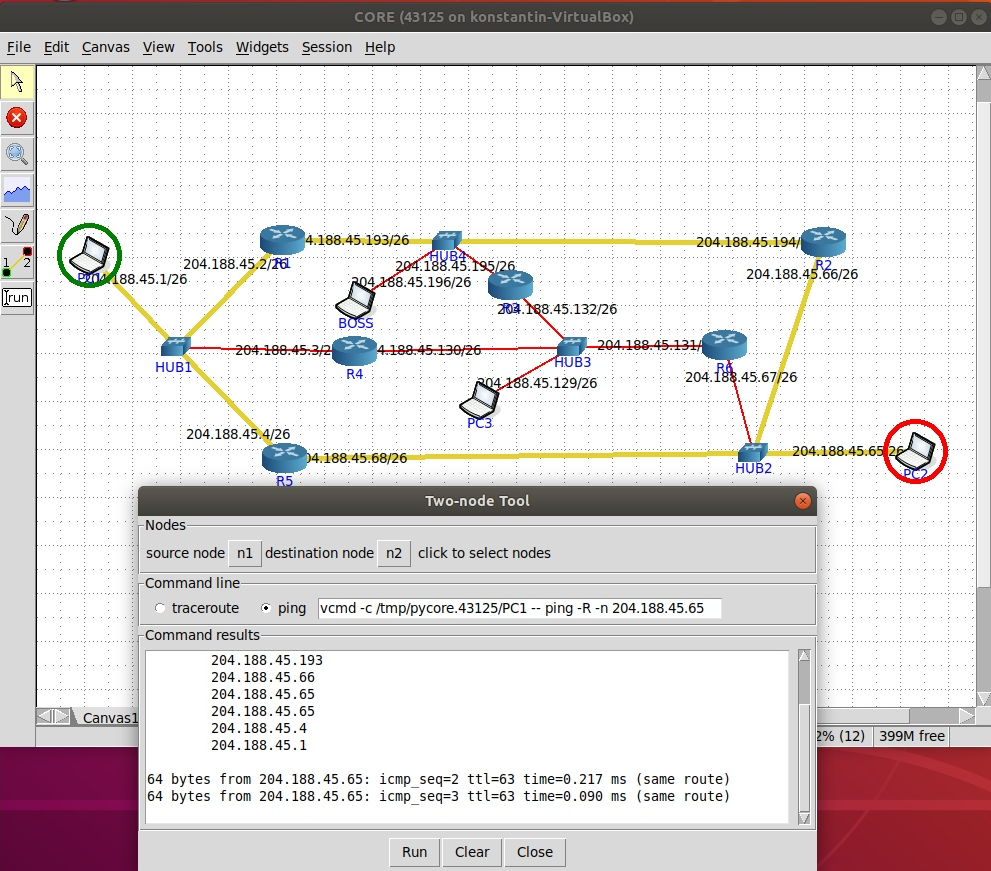 CORE (43125 on konstantin-VirtualBox)
File Edit Canvas View Tools Widgets Session Help
4.188.45.193/26
204.188.45.194/
HUB4
R2
204.188.45.2/26
R1
204.188.45.195/26
204.188.45.66/26
204.188.45.1/26
204.188.45.196/26
R3
204.188.45.132/26
BOSS
1 2
run
204.188.45.3/2
4.188.45.130/26
204.188.45.131/
HUB1
R4
HUB3
R6
204.188.45.67/26
204.188.45.129/26
PC3
204.188.45.4/26
204.188.45.65/26
04.188.45.68/26
HUB2
PC2
R5
Two-node Tool
Nodes
source node n1 destination node n2 click to select nodes
Command line
traceroute ping vcmd -c /tmp/pycore.43125/PC1 -- ping -R -n 204.188.45.65
Command results
204.188.45.193
204.188.45.66
204.188.45.65
204.188.45.65
204.188.45.4
204.188.45.1
64 bytes from 204.188.45.65: icmp_seq=2 ttl=63 time=0.217 ms (same route)
64 bytes from 204.188.45.65: icmp_seq=3 ttl=63 time=0.090 ms (same route)
Canvas1
2% (12) 399M free
Run Clear Close